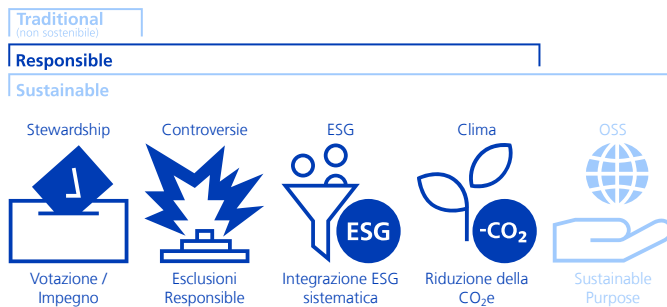 Traditional
(non sostenibile)
Responsible
Sustainable
Stewardship
Controversie
ESG
Clima
OSS
ESG
-CO₂
Votazione /
Impegno
Esclusioni
Responsible
Integrazione ESG
sistematica
Riduzione della
CO₂e
Sustainable
Purpose